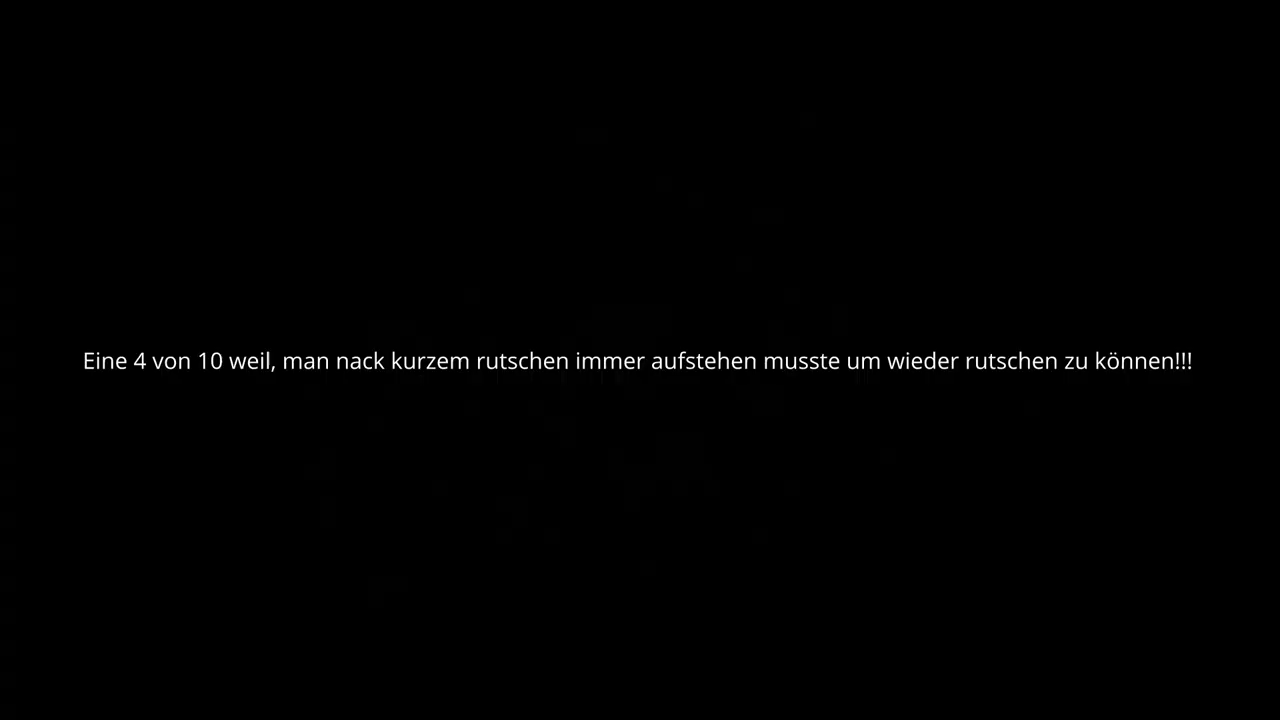 Eine 4 von 10 weil, man nack kurzem rutschen immer aufstehen musste um wieder rutschen zu können!!!